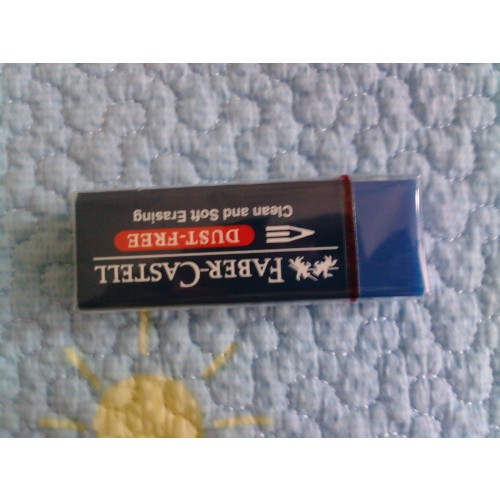 FABER-CASTELL
DUST-FREE
Clean and Soft Erasing